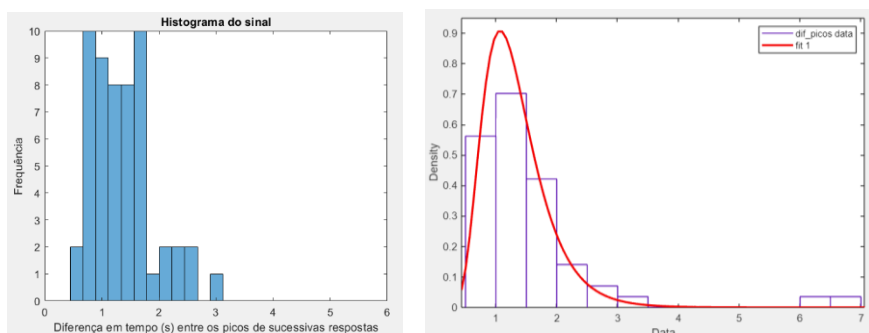 Histograma do sinal
Frequência
10
9
8
7
6
5
4
3
2
1
0
0 1 2 3 4 5 6
Diferença em tempo (s) entre os picos de sucessivas respostas
dif_picos data
fit 1
Density
0.9
0.8
0.7
0.6
0.5
0.4
0.3
0.2
0.1
0
1 2 3 4 5 6 7
Data